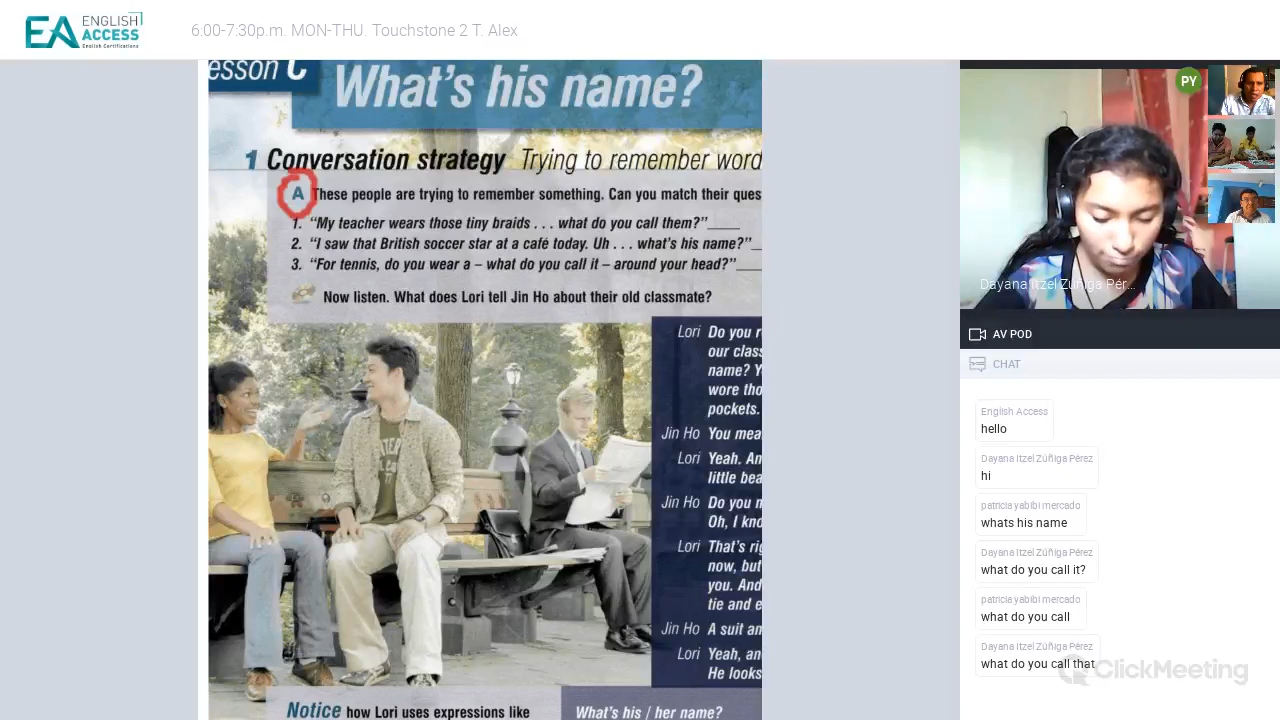 EA ENGLISH ACCESS
English Certifications
6:00-7:30p.m. MON-THU. Touchstone 2 T. Alex
esson C
What's his name?
1 Conversation strategy Trying to remember word
A These people are trying to remember something. Can you match their ques
1. "My teacher wears those tiny braids . . . what do you call them?"
2. "I saw that British soccer star at a café today. Uh . . . what's his name?"
3. "For tennis, do you wear a – what do you call it – around your head?"
Now listen. What does Lori tell Jin Ho about their old classmate?
Lori Do you r
our class
name? Y
wore tho
pockets.
Jin Ho You mea
Lori Yeah. An
little bea
Jin Ho Do you m
Oh, I kno
Lori That's rig
now, but
you. And
tie and e
Jin Ho A suit an
Lori Yeah, an
He looks
Notice how Lori uses expressions like
What's his / her name?
PY
Dayana Itzel Zúñiga Pér...
AV POD
CHAT
English Access
hello
Dayana Itzel Zúñiga Pérez
hi
patricia yabibi mercado
whats his name
Dayana Itzel Zúñiga Pérez
what do you call it?
patricia yabibi mercado
what do you call
Dayana Itzel Zúñiga Pérez
what do you call that
ClickMeeting